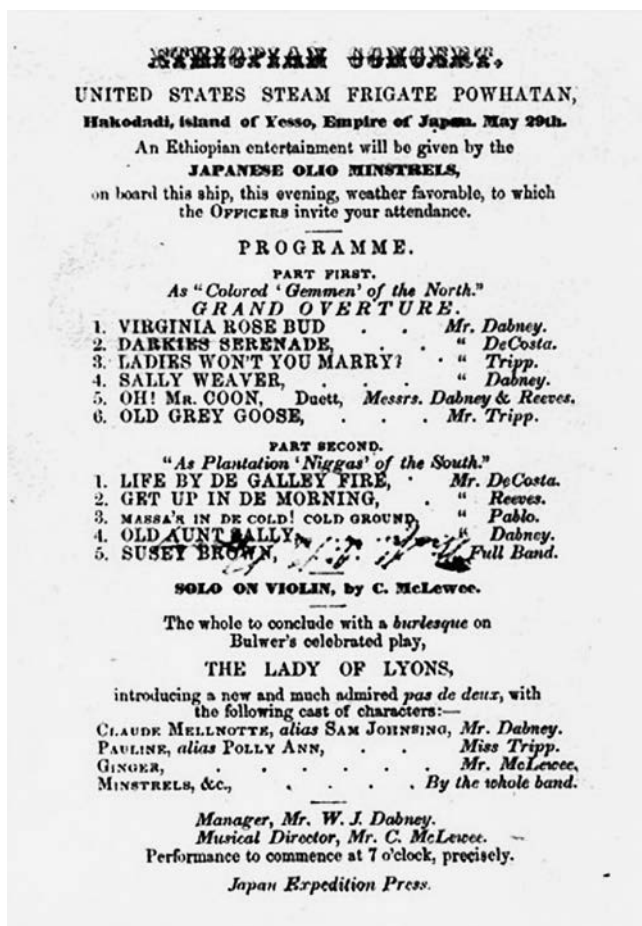 ETHIOPIAN CONCERT.
UNITED STATES STEAM FRIGATE POWHATAN,
Hakodadi, island of Yesso, Empire of Japan. May 29th.
An Ethiopian entertainment will be given by the
JAPANESE OLIO MINSTRELS,
on board this ship, this evening, weather favorable, to which
the OFFICERS invite your attendance.
PROGRAMME.
PART FIRST.
As "Colored 'Gemmen' of the North."
GRAND OVERTURE.
1. VIRGINIA ROSE BUD . . Mr. Dabney.
2. DARKIES SERENADE, . . " DeCosta.
3. LADIES WON'T YOU MARRY? · " Tripp.
4. SALLY WEAVER, . . . " Dabney.
5. OH! MR. COON, Duett, Messrs. Dabney & Reeves.
6. OLD GREY GOOSE, . . . Mr. Tripp.
PART SECOND.
"As Plantation 'Niggas' of the South."
1. LIFE BY DE GALLEY FIRE, · Mr. DeCosta.
2. GET UP IN DE MORNING, . " Reeves.
3. MASSA'S IN DE COLD! COLD GROUND, " Pablo.
4. OLD AUNT SALLY, " Dabney.
5. SUSEY BROWN, Full Band.
SOLO ON VIOLIN, by C. McLewee.
The whole to conclude with a burlesque on
Bulwer's celebrated play,
THE LADY OF LYONS,
introducing a new and much admired pas de deux, with
the following cast of characters:—
CLAUDE MELLNOTTE, alias SAM JOHNSING, Mr. Dabney.
PAULINE, alias POLLY ANN, . . Miss Tripp.
GINGER, . . . . . . Mr. McLewee,
MINSTRELS, &c., . . . . By the whole band.
Manager, Mr. W. J. Dabney.
Musical Director, Mr. C. McLewee.
Performance to commence at 7 o'clock, precisely.
Japan Expedition Press.